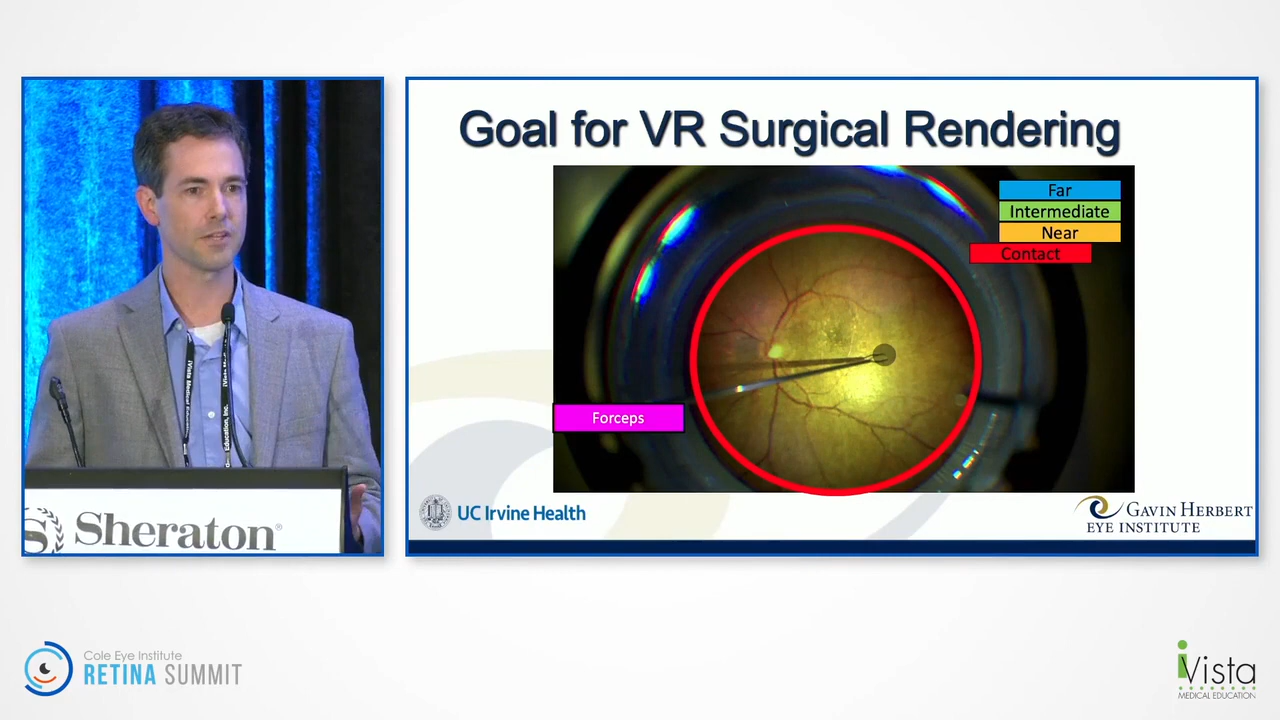 Goal for VR Surgical Rendering
Far
Intermediate
Near
Contact
Forceps
UC Irvine Health
GAVIN HERBERT
EYE INSTITUTE
S Sheraton®
Cole Eye Institute
RETINA SUMMIT
iVista
MEDICAL EDUCATION